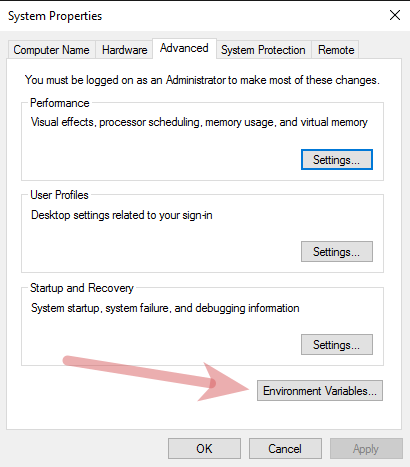 System Properties
Computer Name Hardware Advanced System Protection Remote
You must be logged on as an Administrator to make most of these changes.
Performance
Visual effects, processor scheduling, memory usage, and virtual memory
Settings...
User Profiles
Desktop settings related to your sign-in
Settings...
Startup and Recovery
System startup, system failure, and debugging information
Settings...
Environment Variables...
OK Cancel Apply